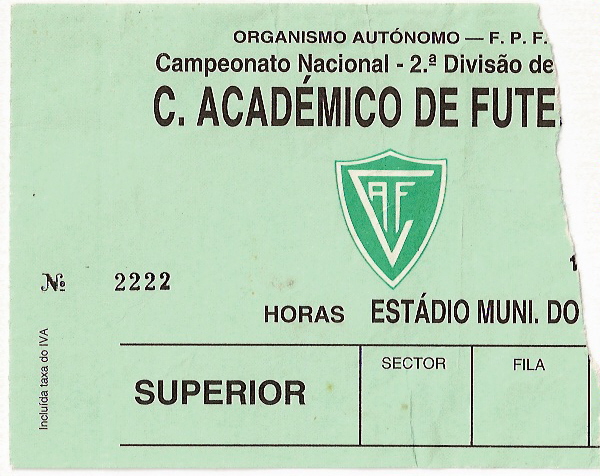 ORGANISMO AUTÓNOMO — F. P. F.
Campeonato Nacional - 2.ª Divisão de
C. ACADÉMICO DE FUTE
CAFV
Nº 2222
HORAS ESTÁDIO MUNI. DO
Incluída taxa do IVA
SUPERIOR
SECTOR
FILA